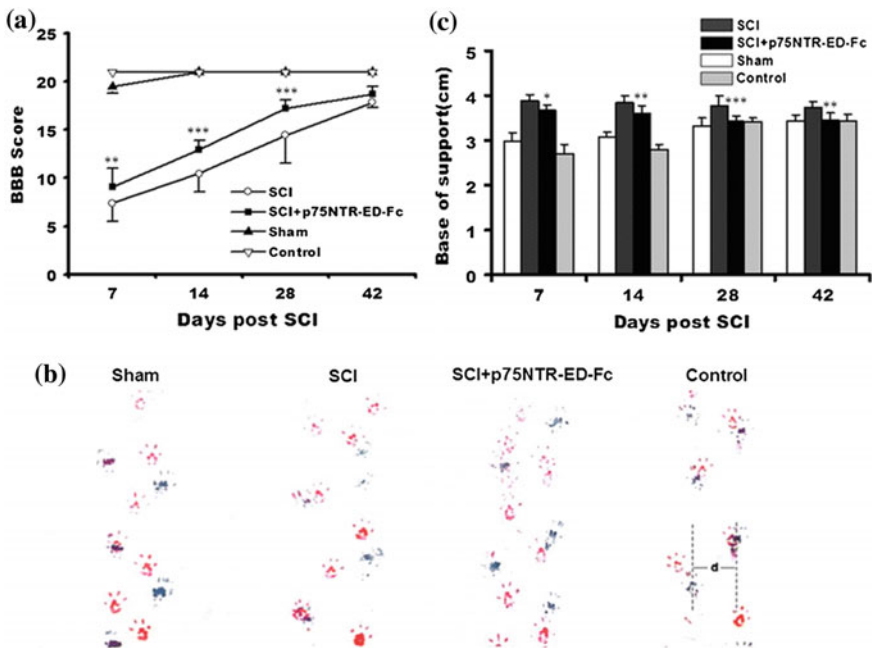 (a)
25
20
15
10
5
0
BBB Score
**
***
***
SCI
SCI+p75NTR-ED-Fc
Sham
Control
7 14 28 42
Days post SCI
(c)
SCI
SCI+p75NTR-ED-Fc
Sham
Control
5
4
3
2
1
0
Base of support(cm)
*
**
***
**
7 14 28 42
Days post SCI
(b)
Sham SCI SCI+p75NTR-ED-Fc Control
d